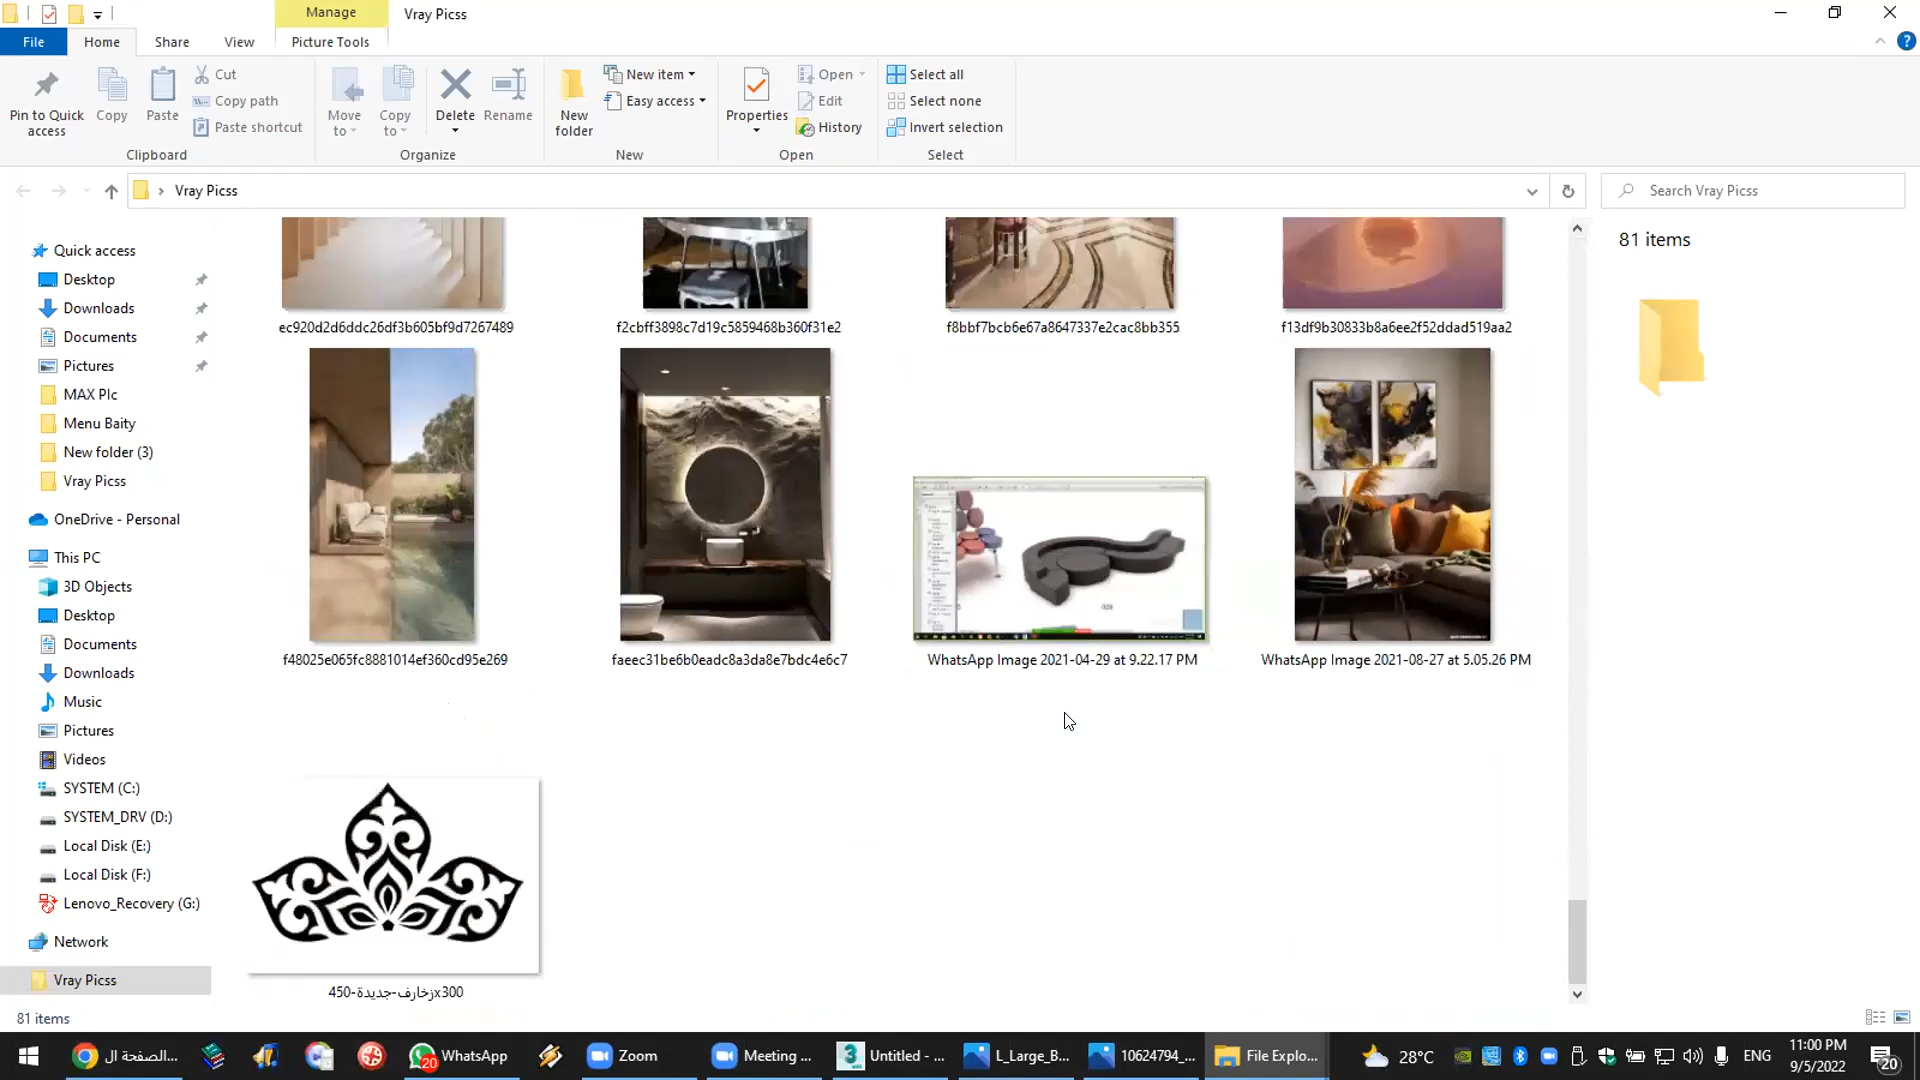 Manage
Vray Picss
File
Home
Share
View
Picture Tools
Pin to Quick access
Copy
Paste
Cut
Copy path
Paste shortcut
Clipboard
Move to
Copy to
Delete
Rename
Organize
New folder
New item
Easy access
New
Properties
Open
Edit
History
Open
Select all
Select none
Invert selection
Select
Vray Picss
Search Vray Picss
Quick access
Desktop
Downloads
Documents
Pictures
MAX PIc
Menu Baity
New folder (3)
Vray Picss
OneDrive - Personal
This PC
3D Objects
Desktop
Documents
Downloads
Music
Pictures
Videos
SYSTEM (C:)
SYSTEM_DRV (D:)
Local Disk (E:)
Local Disk (F:)
Lenovo_Recovery (G:)
Network
Vray Picss
ec920d2d6ddc26df3b605bf9d7267489
f2cbff3898c7d19c5859468b360f31e2
f8bbf7bcb6e67a8647337e2cac8bb355
f13df9b30833b8a6ee2f52ddad519aa2
f48025e065fc8881014ef360cd95e269
faeec31be6b0eadc8a3da8e7bdc4e6c7
WhatsApp Image 2021-04-29 at 9.22.17 PM
WhatsApp Image 2021-08-27 at 5.05.26 PM
زخارف-جديدة-450x300
81 items
81 items
الصفحة ال...
20
WhatsApp
Zoom
Meeting ...
3
MAX
Untitled - ...
L_Large_B...
10624794_...
File Explo...
28°C
ENG
11:00 PM
9/5/2022
20